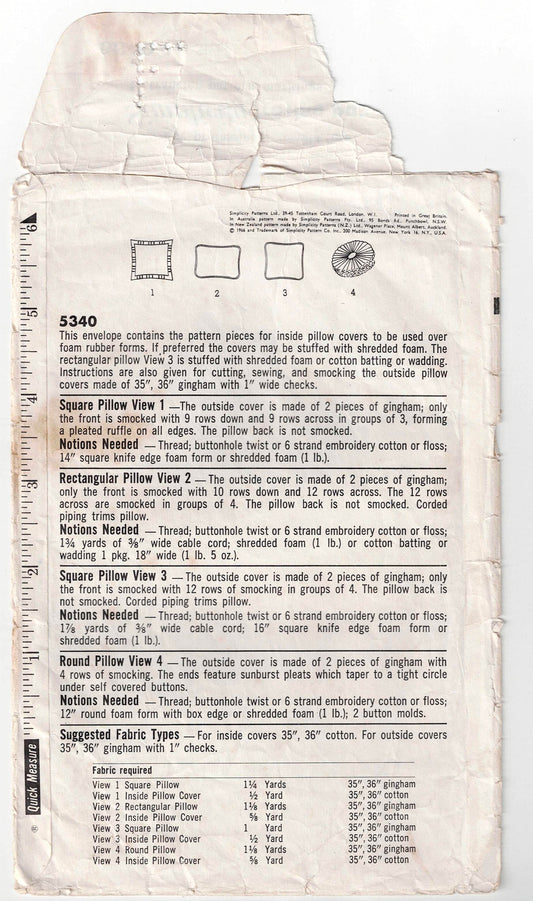 Simplicity Patterns Ltd., 39-45 Tottenham Court Road, London, W.1. Printed in Great Britain.
In Australia pattern made by Simplicity Patterns Pty. Ltd., 95 Bonds Rd., Punchbowl, N.S.W.
In New Zealand pattern made by Simplicity Patterns (N.Z.) Ltd., Wagener Place, Mount Albert, Auckland.
© 1966 and Trademark of Simplicity Pattern Co. Inc., 200 Madison Avenue, New York 16, N.Y., U.S.A.
1 2 3 4
5340
This envelope contains the pattern pieces for inside pillow covers to be used over
foam rubber forms. If preferred the covers may be stuffed with shredded foam. The
rectangular pillow View 3 is stuffed with shredded foam or cotton batting or wadding.
Instructions are also given for cutting, sewing, and smocking the outside pillow
covers made of 35", 36" gingham with 1" wide checks.
Square Pillow View 1 —The outside cover is made of 2 pieces of gingham; only
the front is smocked with 9 rows down and 9 rows across in groups of 3, forming
a pleated ruffle on all edges. The pillow back is not smocked.
Notions Needed — Thread; buttonhole twist or 6 strand embroidery cotton or floss;
14" square knife edge foam form or shredded foam (1 lb.).
Rectangular Pillow View 2 — The outside cover is made of 2 pieces of gingham;
only the front is smocked with 10 rows down and 12 rows across. The 12 rows
across are smocked in groups of 4. The pillow back is not smocked. Corded
piping trims pillow.
Notions Needed — Thread; buttonhole twist or 6 strand embroidery cotton or floss;
1¾ yards of ⅜" wide cable cord; shredded foam (1 lb.) or cotton batting or
wadding 1 pkg. 18" wide (1 lb. 5 oz.).
Square Pillow View 3 — The outside cover is made of 2 pieces of gingham; only
the front is smocked with 12 rows of smocking in groups of 4. The pillow back is
not smocked. Corded piping trims pillow.
Notions Needed — Thread; buttonhole twist or 6 strand embroidery cotton or floss;
1⅞ yards of ⅜" wide cable cord; 16" square knife edge foam form or
shredded foam (1 lb.).
Round Pillow View 4 — The outside cover is made of 2 pieces of gingham with
4 rows of smocking. The ends feature sunburst pleats which taper to a tight circle
under self covered buttons.
Notions Needed — Thread; buttonhole twist or 6 strand embroidery cotton or floss;
12" round foam form with box edge or shredded foam (1 lb.); 2 button molds.
Suggested Fabric Types — For inside covers 35", 36" cotton. For outside covers
35", 36" gingham with 1" checks.
Fabric required
View 1 Square Pillow 1¼ Yards 35", 36" gingham
View 1 Inside Pillow Cover ½ Yard 35", 36" cotton
View 2 Rectangular Pillow 1⅛ Yards 35", 36" gingham
View 2 Inside Pillow Cover ⅝ Yard 35", 36" cotton
View 3 Square Pillow 1 Yard 35", 36" gingham
View 3 Inside Pillow Cover ½ Yard 35", 36" cotton
View 4 Round Pillow 1⅛ Yards 35", 36" gingham
View 4 Inside Pillow Cover ⅝ Yard 35", 36" cotton
® Quick Measure 1 2 3 4 5 6